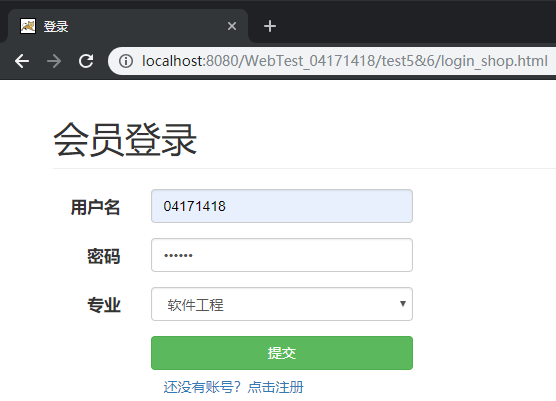 登录
localhost:8080/WebTest_04171418/test5&6/login_shop.html
会员登录
用户名 04171418
密码 ••••••
专业 软件工程
提交
还没有账号？点击注册